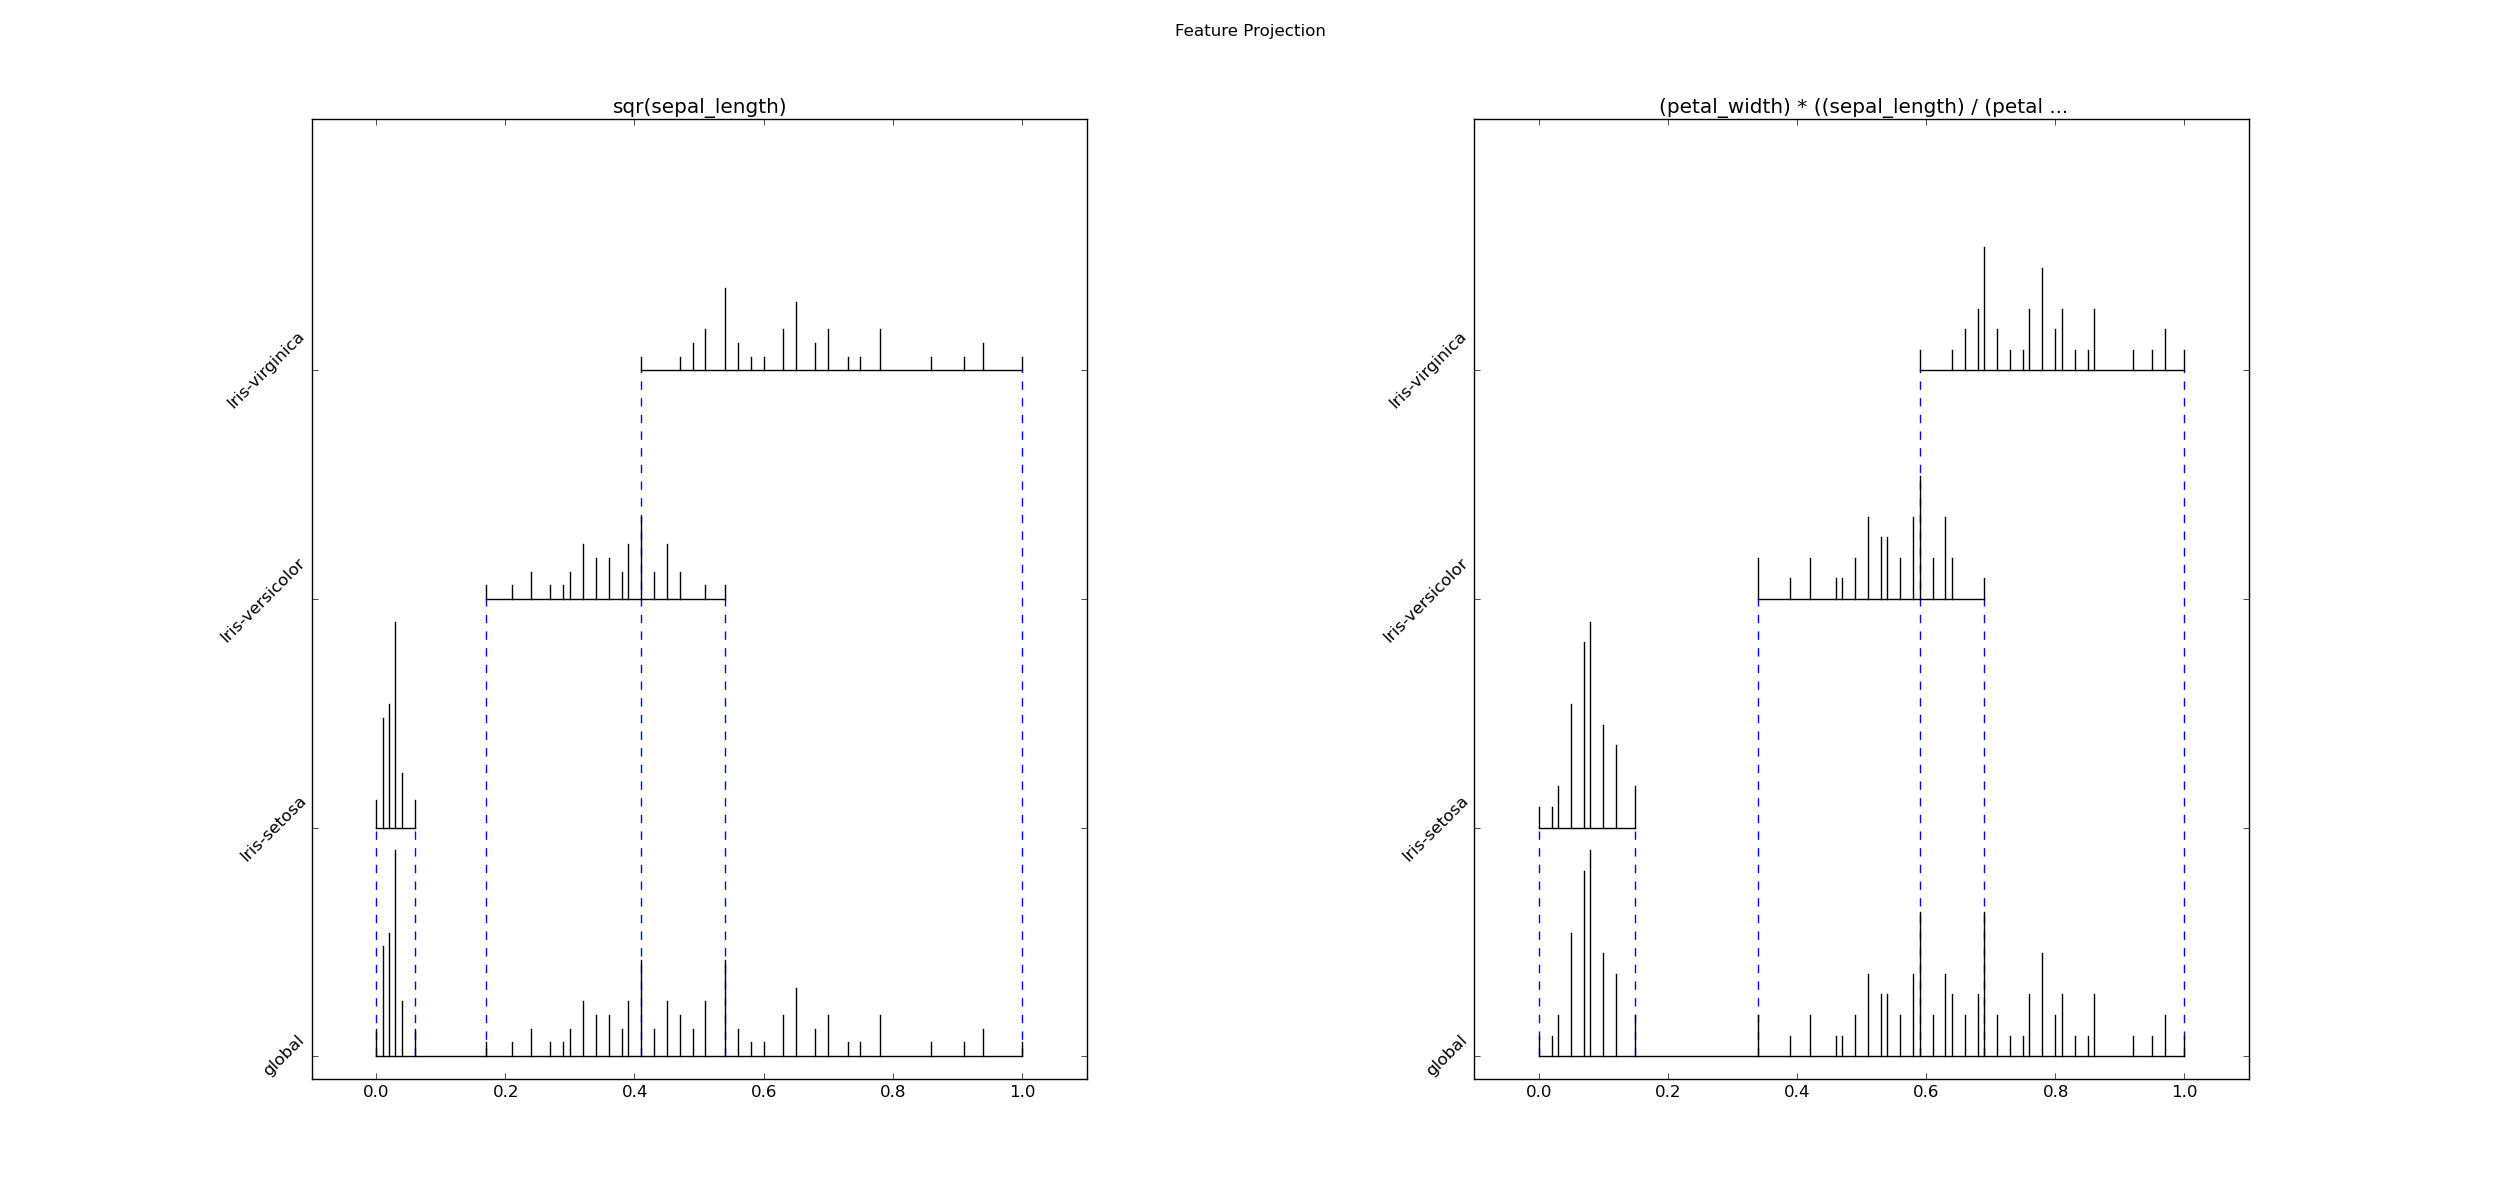 Feature Projection
sqr(sepal_length)
Iris-virginica
Iris-versicolor
Iris-setosa
global
0.0 0.2 0.4 0.6 0.8 1.0
(petal_width) * ((sepal_length) / (petal ...
Iris-virginica
Iris-versicolor
Iris-setosa
global
0.0 0.2 0.4 0.6 0.8 1.0